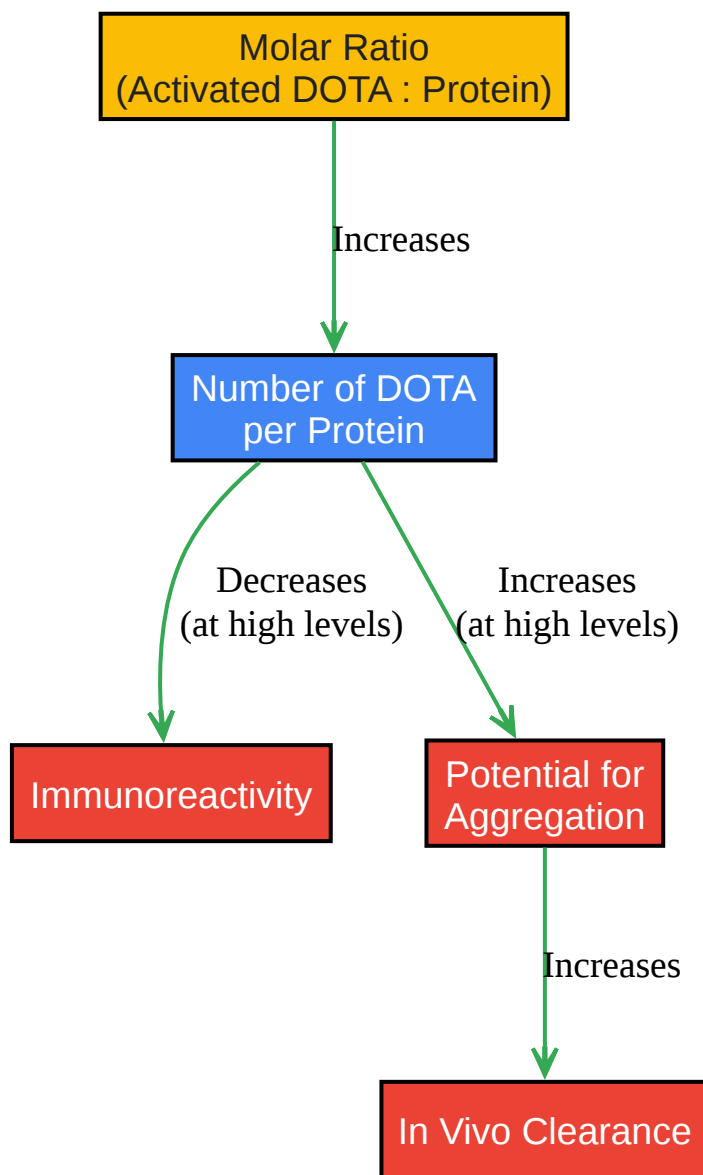 Molar Ratio
(Activated DOTA : Protein)
Increases
Number of DOTA
per Protein
Decreases
(at high levels)
Increases
(at high levels)
Immunoreactivity
Potential for
Aggregation
Increases
In Vivo Clearance